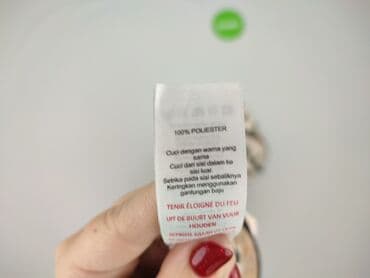 100% POLIESTER
Cuci dengan warna yang
sama
Cuci dari sisi dalam ke
sisi luar.
Setrika pada sisi sebaliknya
Keringkan menggunakan
gantungan baju
TENIR ÉLOIGNÉ DU FEU
UIT DE BUURT VAN VUUR
HOUDEN